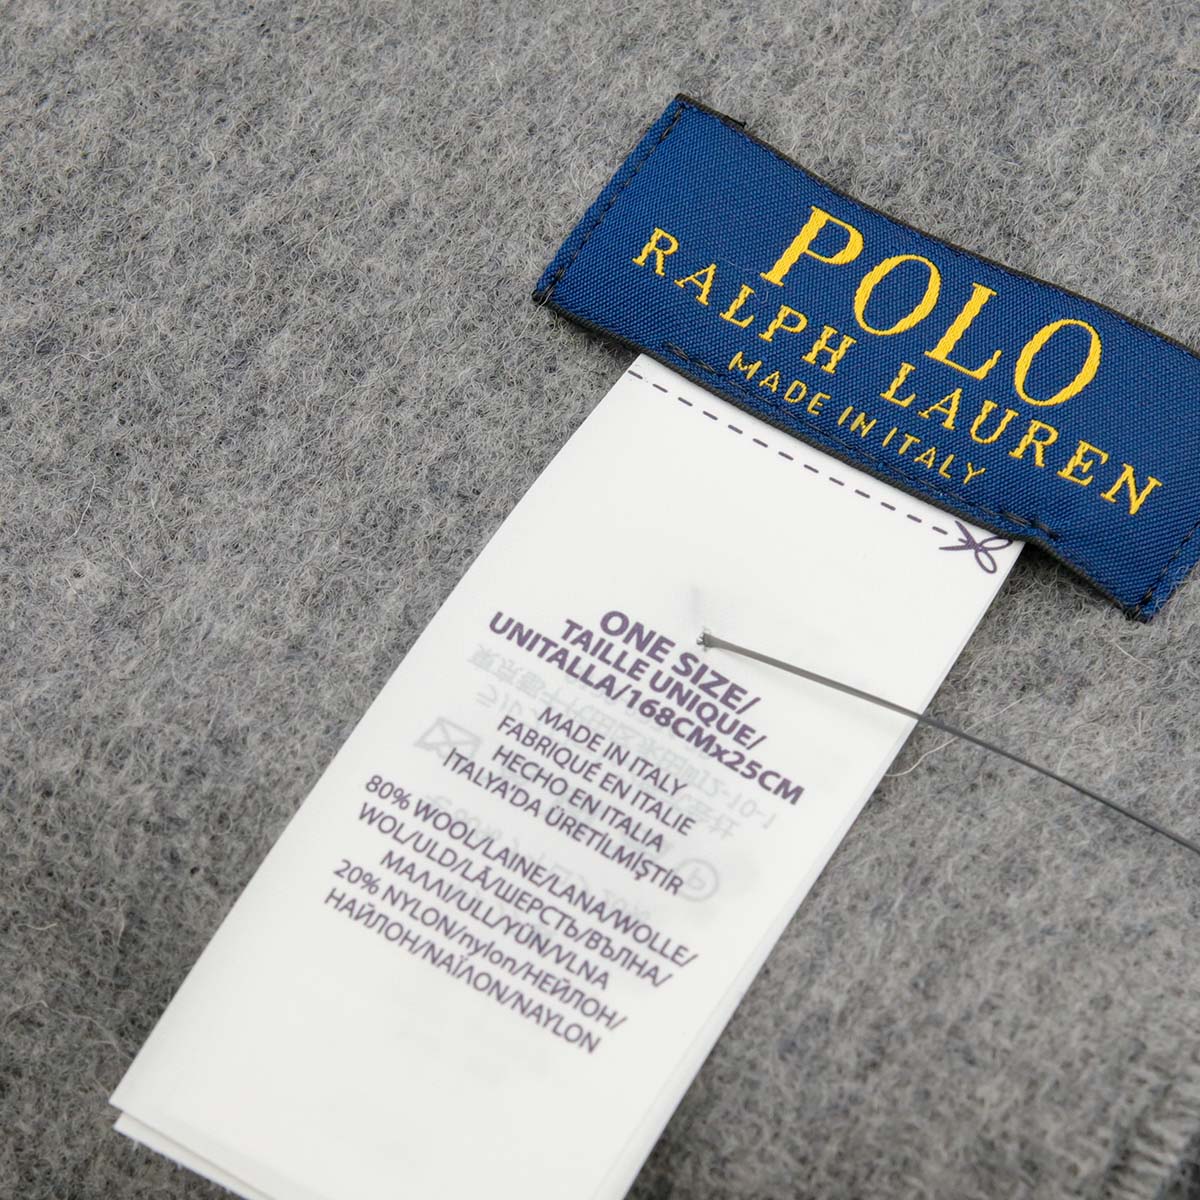 POLO
RALPH LAUREN
MADE IN ITALY
ONE SIZE/
TAILLE UNIQUE/
UNITALLA/168CMx25CM
MADE IN ITALY
FABRIQUÉ EN ITALIE
HECHO EN ITALIA
ITALYA'DA ÜRETİLMİŞTİR
80% WOOL/LAINE/LANA/WOLLE/
WOL/ULD/LÃ/ШЕРСТЬ/ВЪЛНА/
ΜΑΛΛΙ/ULL/YÜN/VLNA
20% NYLON/nylon/НЕЙЛОН/
НАЙЛОН/ΝΑΪΛΟΝ/NAYLON